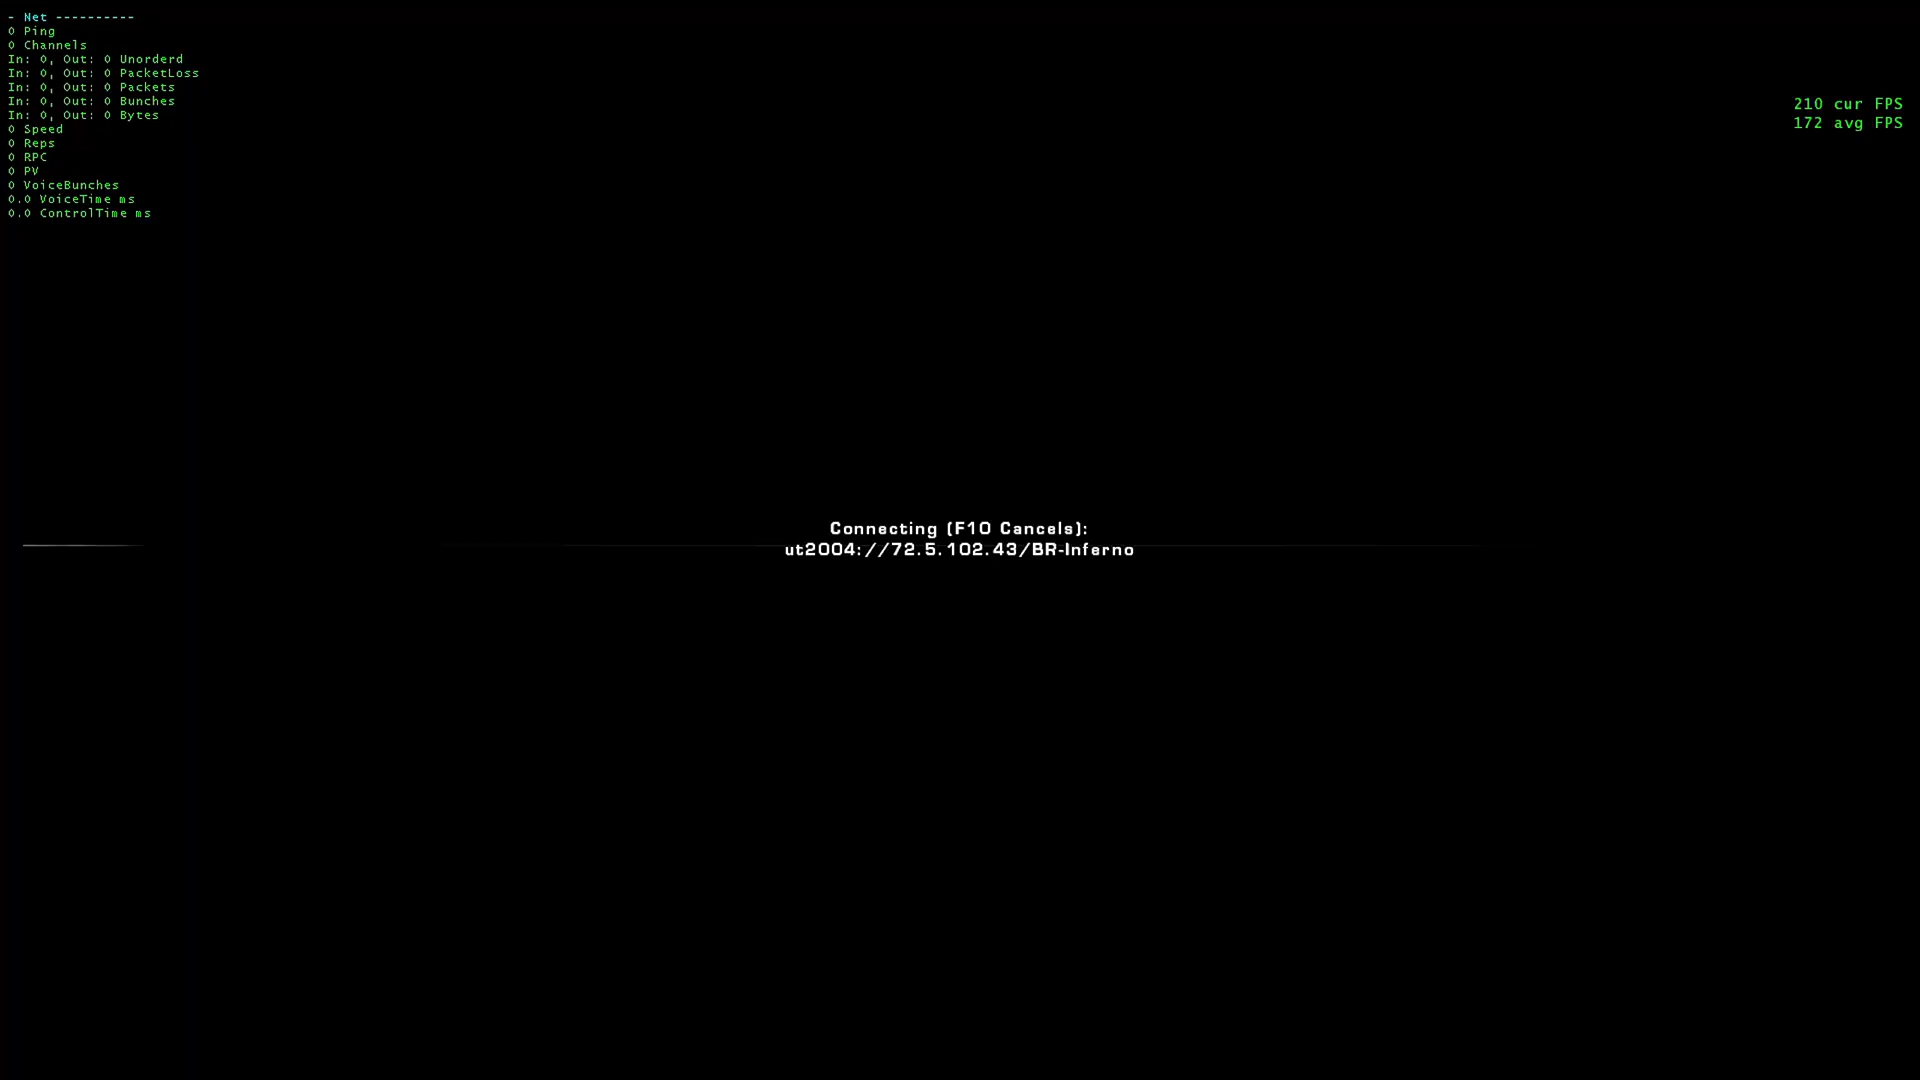 - Net ----------
0 Ping
0 Channels
In: 0, Out: 0 Unorderd
In: 0, Out: 0 PacketLoss
In: 0, Out: 0 Packets
In: 0, Out: 0 Bunches
In: 0, Out: 0 Bytes
0 Speed
0 Reps
0 RPC
0 PV
0 VoiceBunches
0.0 VoiceTime ms
0.0 ControlTime ms
210 cur FPS
172 avg FPS
Connecting (F10 Cancels):
ut2004://72.5.102.43/BR-Inferno